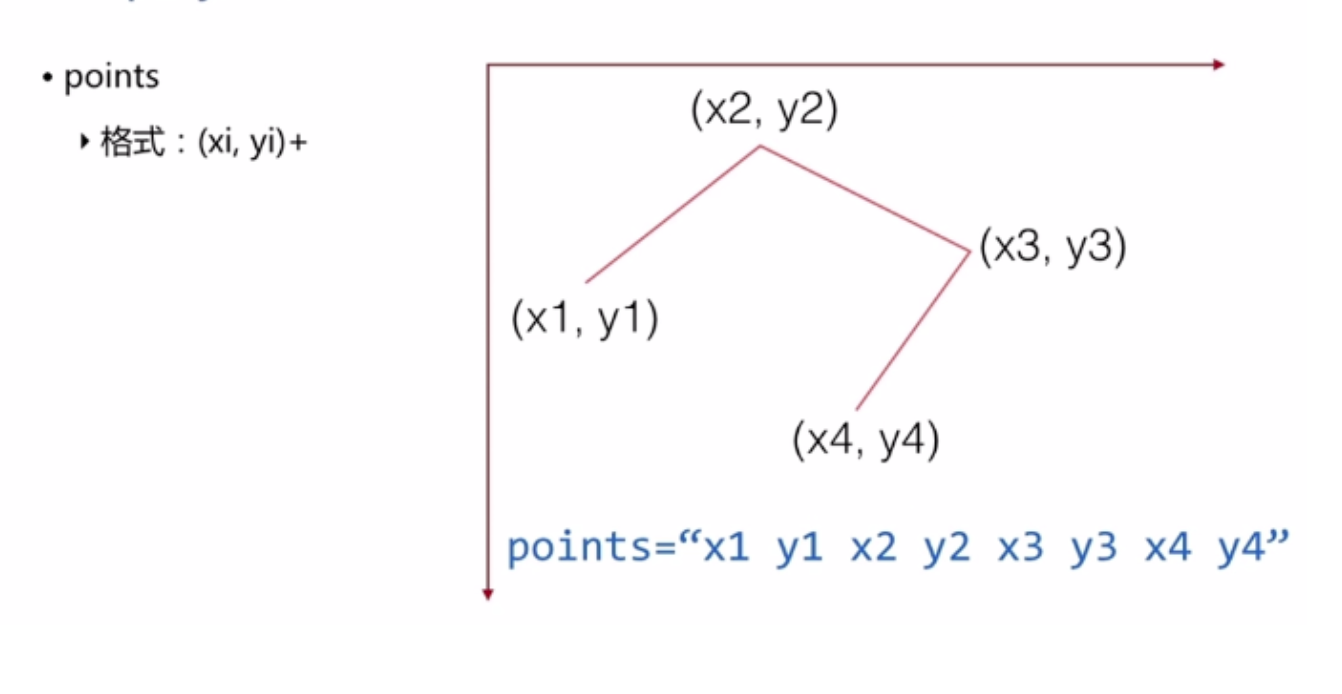 • points
‣ 格式：(xi, yi)+
(x2, y2)
(x3, y3)
(x1, y1)
(x4, y4)
points=“x1 y1 x2 y2 x3 y3 x4 y4”